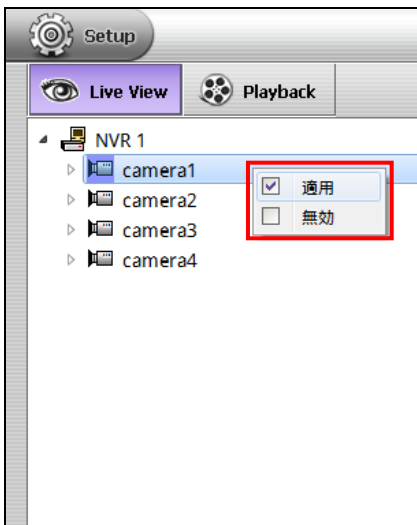 Setup
Live View
Playback
NVR 1
camera1
適用
無効
camera2
camera3
camera4